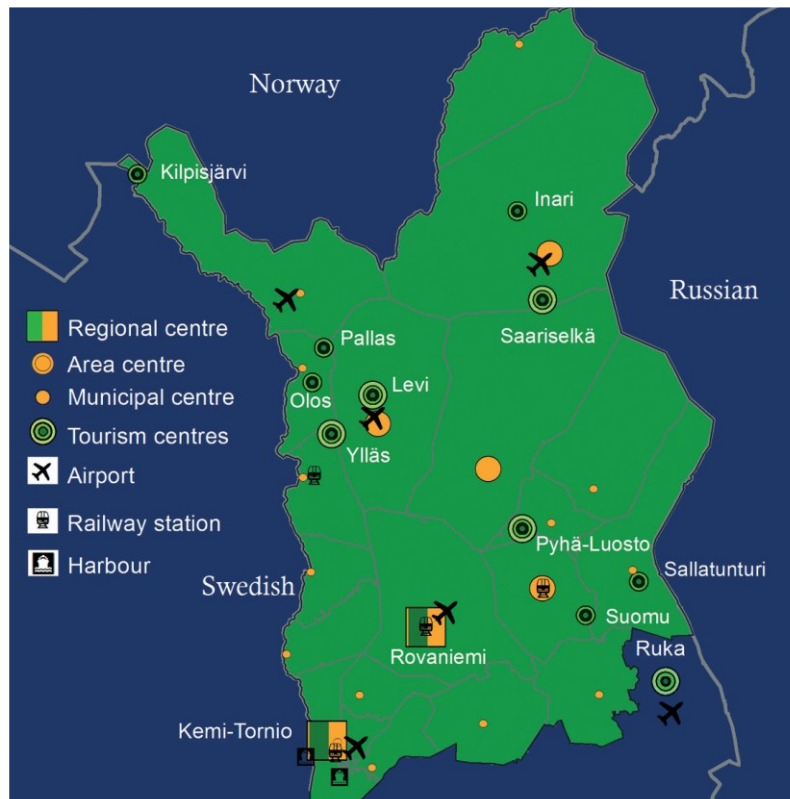 Norway
Kilpisjärvi
Inari
Russian
Saariselkä
Regional centre
Pallas
Area centre
Levi
Municipal centre
Olos
Tourism centres
Ylläs
Airport
Railway station
Pyhä-Luosto
Harbour
Sallatunturi
Swedish
Suomu
Ruka
Rovaniemi
Kemi-Tornio